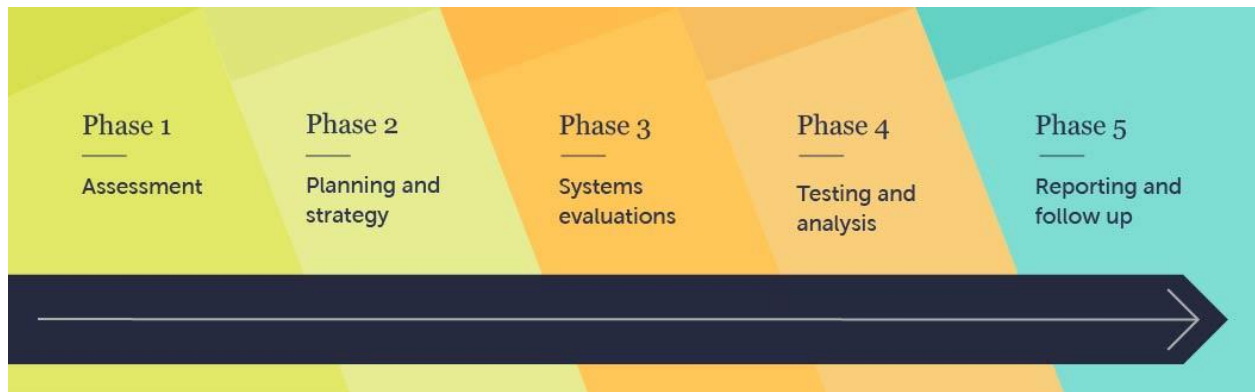 Phase 1
Assessment
Phase 2
Planning and
strategy
Phase 3
Systems
evaluations
Phase 4
Testing and
analysis
Phase 5
Reporting and
follow up